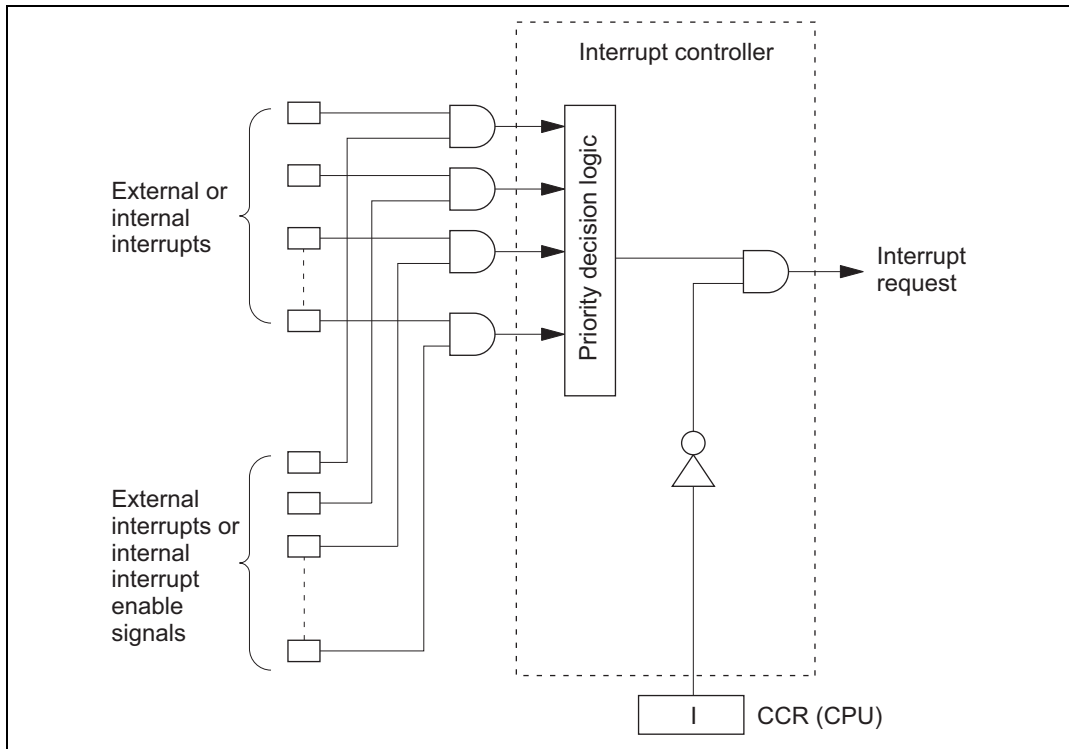 Interrupt controller
External or
internal
interrupts
Priority decision logic
Interrupt
request
External
interrupts or
internal
interrupt
enable
signals
I
CCR (CPU)